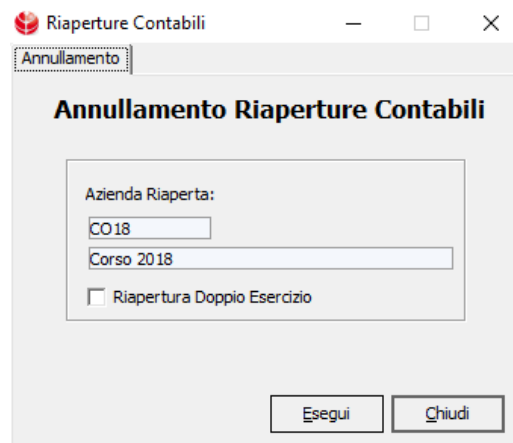 Riaperture Contabili
Annullamento
Annullamento Riaperture Contabili
Azienda Riaperta:
CO18
Corso 2018
Riapertura Doppio Esercizio
Esegui Chiudi